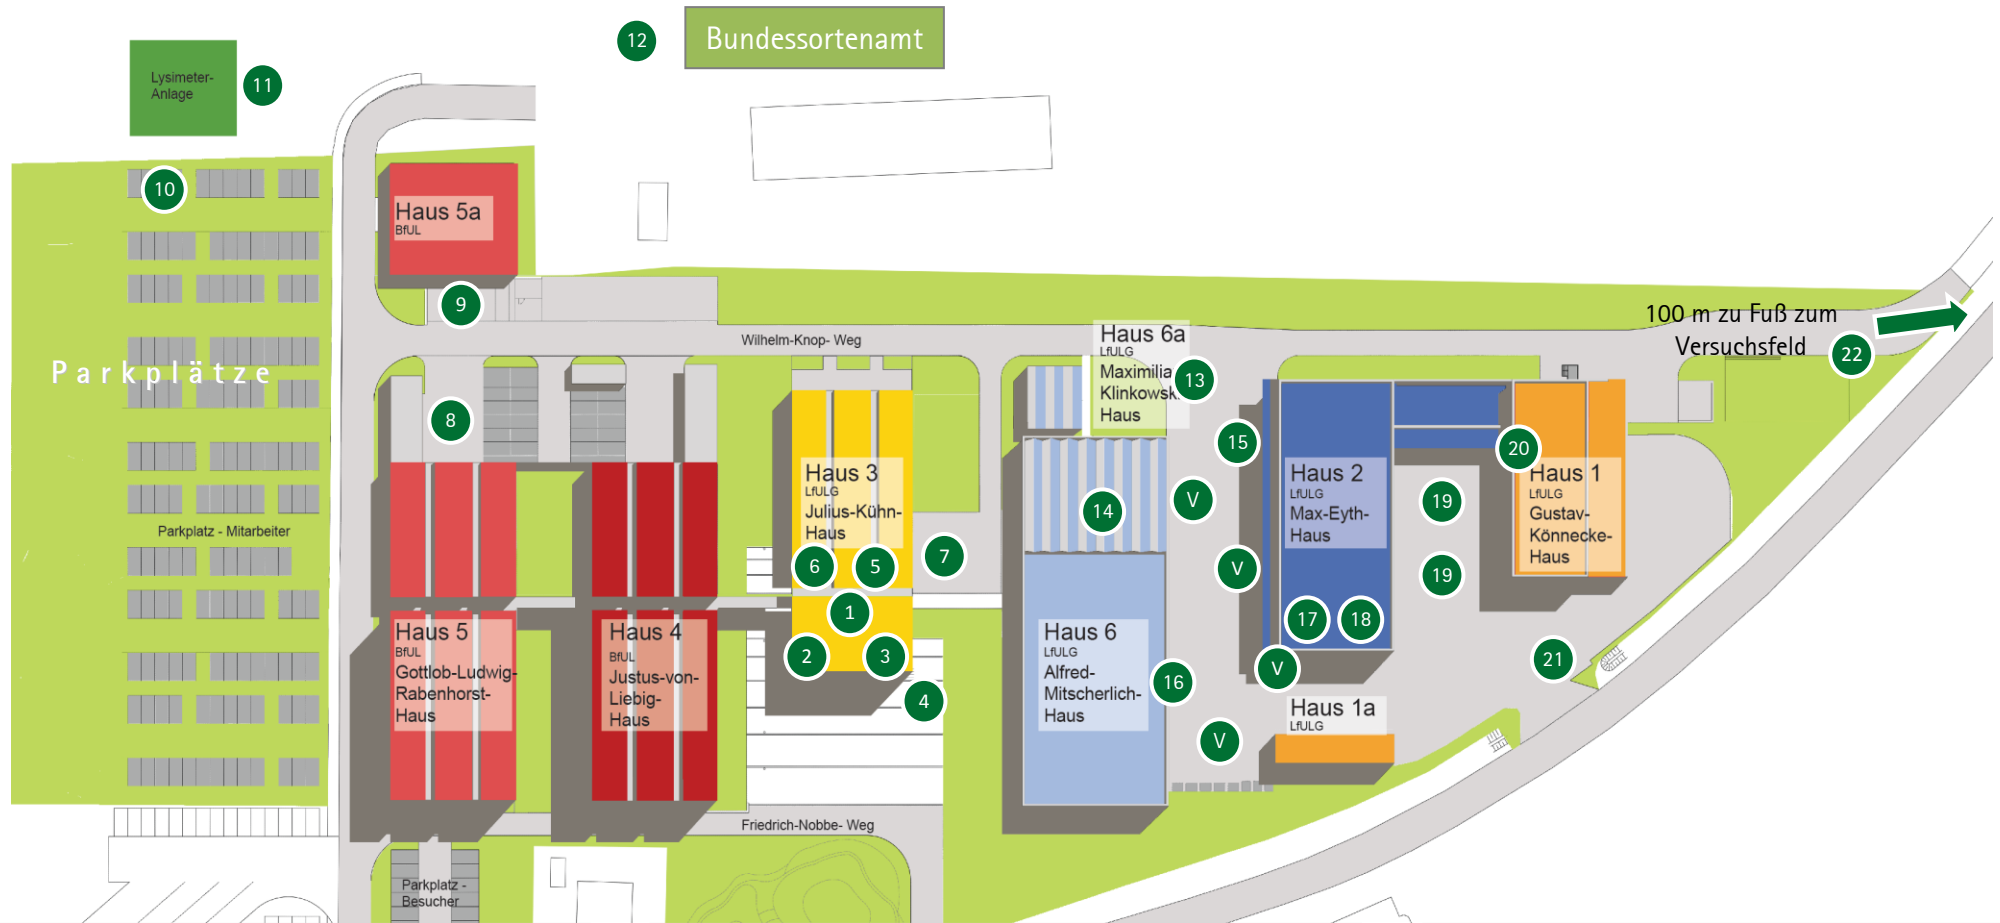 12
Bundessortenamt
Lysimeter-
Anlage
11
10
Haus 5a
BfUL
9
Wilhelm-Knop- Weg
100 m zu Fuß zum
Versuchsfeld
22
Parkplätze
Haus 6a
LfULG
Maximilia
Klinkowsk
Haus
13
8
15
Haus 3
LfULG
Julius-Kühn-
Haus
14
V
Haus 2
LfULG
Max-Eyth-
Haus
20
Haus 1
LfULG
Gustav-
Könnecke-
Haus
19
Parkplatz - Mitarbeiter
6
5
7
V
19
1
2
3
4
Haus 5
BfUL
Gottlob-Ludwig-
Rabenhorst-
Haus
Haus 4
BfUL
Justus-von-
Liebig-
Haus
Haus 6
LfULG
Alfred-
Mitscherlich-
Haus
16
17
18
V
21
V
Haus 1a
LfULG
Friedrich-Nobbe- Weg
Parkplatz -
Besucher